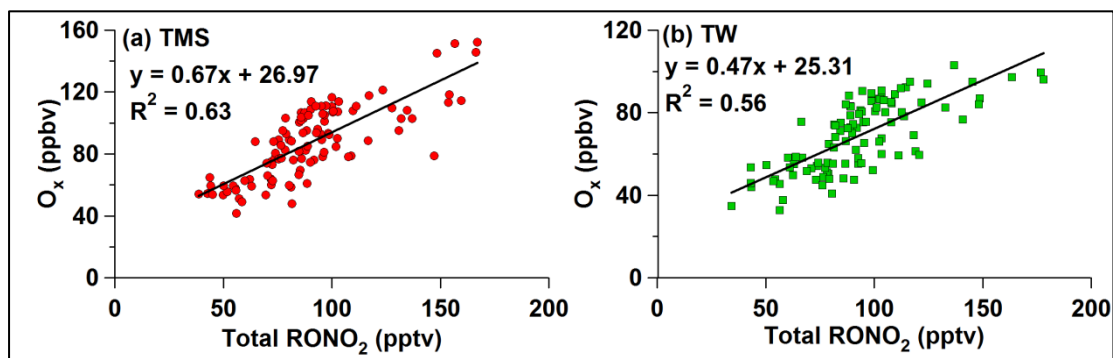 (a) TMS
y = 0.67x + 26.97
R² = 0.63
160
120
80
40
0
Oₓ (ppbv)
0 50 100 150 200
Total RONO₂ (pptv)
(b) TW
y = 0.47x + 25.31
R² = 0.56
120
80
40
0
Oₓ (ppbv)
0 50 100 150 200
Total RONO₂ (pptv)